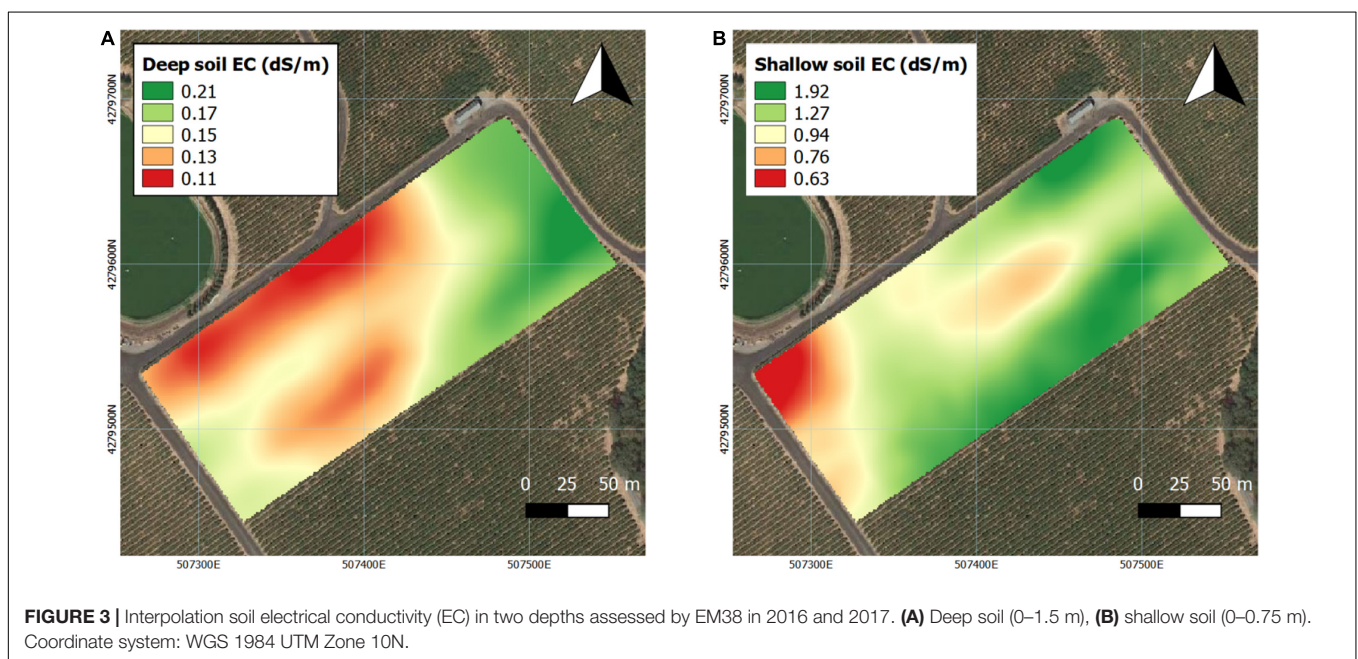 A
Deep soil EC (dS/m)
0.21
0.17
0.15
0.13
0.11
4279700N
4279600N
4279500N
0 25 50 m
507300E 507400E 507500E
B
Shallow soil EC (dS/m)
1.92
1.27
0.94
0.76
0.63
4279700N
4279600N
4279500N
0 25 50 m
507300E 507400E 507500E
FIGURE 3 | Interpolation soil electrical conductivity (EC) in two depths assessed by EM38 in 2016 and 2017. (A) Deep soil (0–1.5 m), (B) shallow soil (0–0.75 m).
Coordinate system: WGS 1984 UTM Zone 10N.